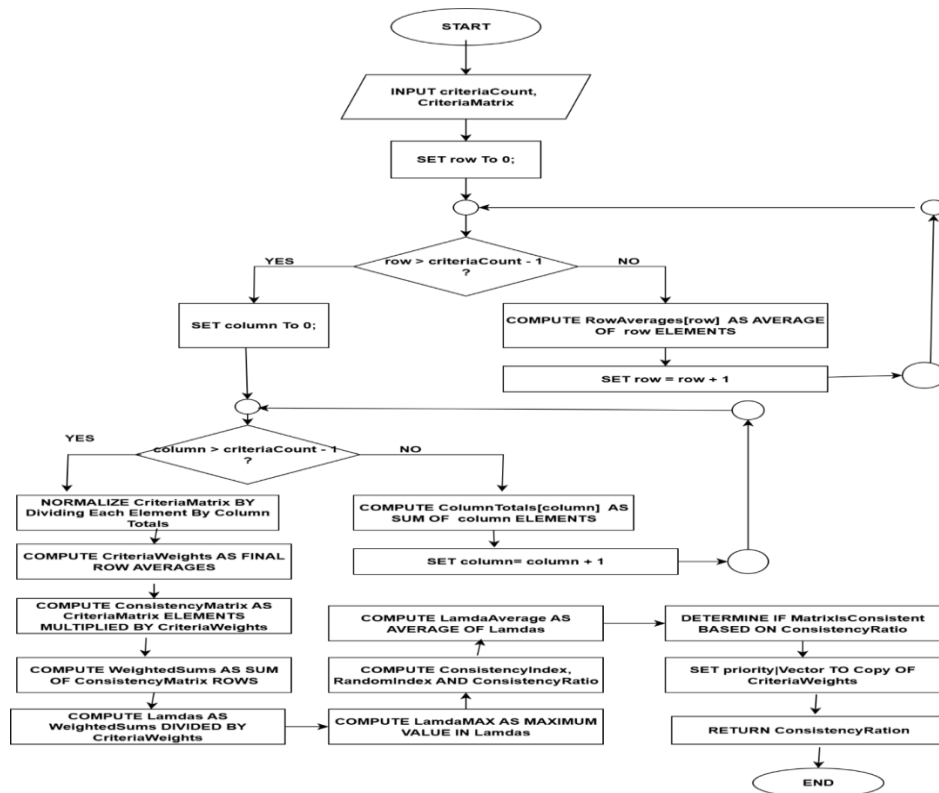 START
INPUT criteriaCount,
CriteriaMatrix
SET row To 0;
row > criteriaCount - 1
?
YES
NO
SET column To 0;
COMPUTE RowAverages[row] AS AVERAGE
OF row ELEMENTS
SET row = row + 1
column > criteriaCount - 1
?
YES
NO
NORMALIZE CriteriaMatrix BY
Dividing Each Element By Column
Totals
COMPUTE ColumnTotals[column] AS
SUM OF column ELEMENTS
SET column= column + 1
COMPUTE CriteriaWeights AS FINAL
ROW AVERAGES
COMPUTE ConsistencyMatrix AS
CriteriaMatrix ELEMENTS
MULTIPLIED BY CriteriaWeights
COMPUTE WeightedSums AS SUM
OF ConsistencyMatrix ROWS
COMPUTE Lamdas AS
WeightedSums DIVIDED BY
CriteriaWeights
COMPUTE LamdaMAX AS MAXIMUM
VALUE IN Lamdas
COMPUTE ConsistencyIndex,
RandomIndex AND ConsistencyRatio
COMPUTE LamdaAverage AS
AVERAGE OF Lamdas
DETERMINE IF MatrixIsConsistent
BASED ON ConsistencyRatio
SET priority|Vector TO Copy OF
CriteriaWeights
RETURN ConsistencyRation
END